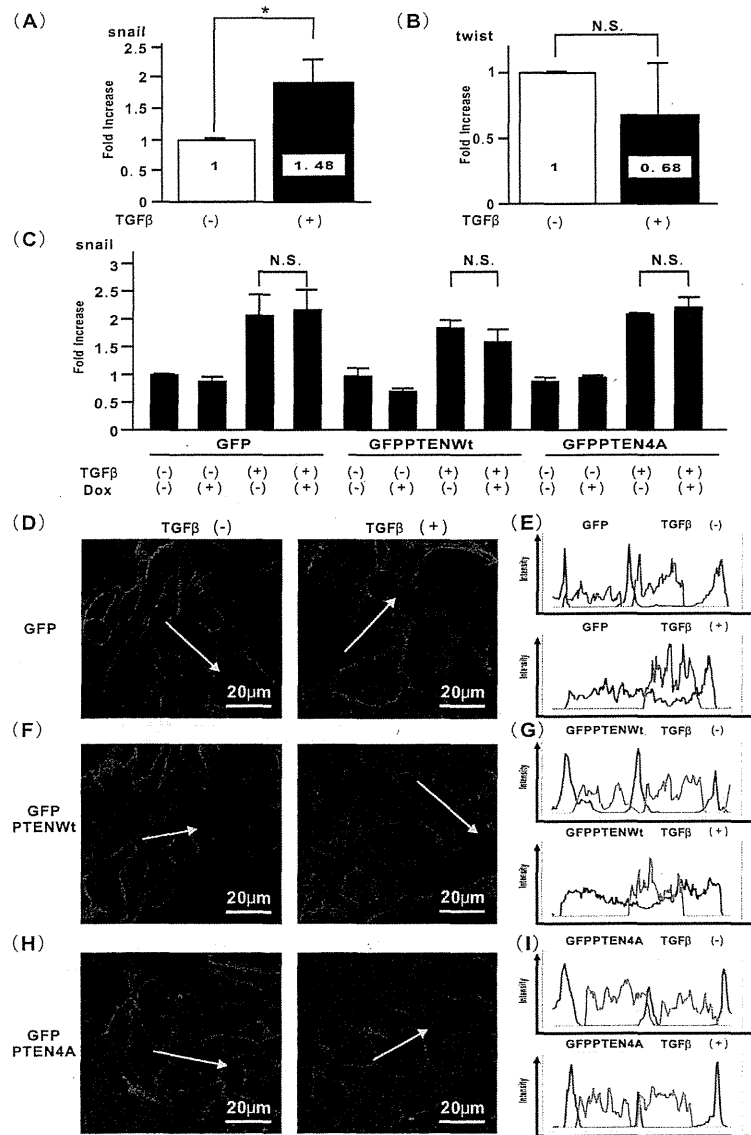 (A)
snail
*
Fold Increase
2.5
2
1.5
1
0.5
0
1
1.48
TGFβ (-) (+)
(B)
twist
N.S.
Fold Increase
1
0.5
0
1
0.68
TGFβ (-) (+)
(C)
snail
Fold Increase
3
2.5
2
1.5
1
0.5
0
N.S. N.S. N.S.
GFP GFPPTENWt GFPPTEN4A
TGFβ (-) (-) (+) (+) (-) (-) (+) (+) (-) (-) (+) (+)
Dox (-) (+) (-) (+) (-) (+) (-) (+) (-) (+) (-) (+)
(D)
TGFβ (-) TGFβ (+)
GFP
20μm 20μm
(E)
GFP TGFβ (-)
Intensity
GFP TGFβ (+)
Intensity
(F)
GFP
PTENWt
20μm 20μm
(G)
GFPPTENWt TGFβ (-)
Intensity
GFPPTENWt TGFβ (+)
Intensity
(H)
GFP
PTEN4A
20μm 20μm
(I)
GFPPTEN4A TGFβ (-)
Intensity
GFPPTEN4A TGFβ (+)
Intensity